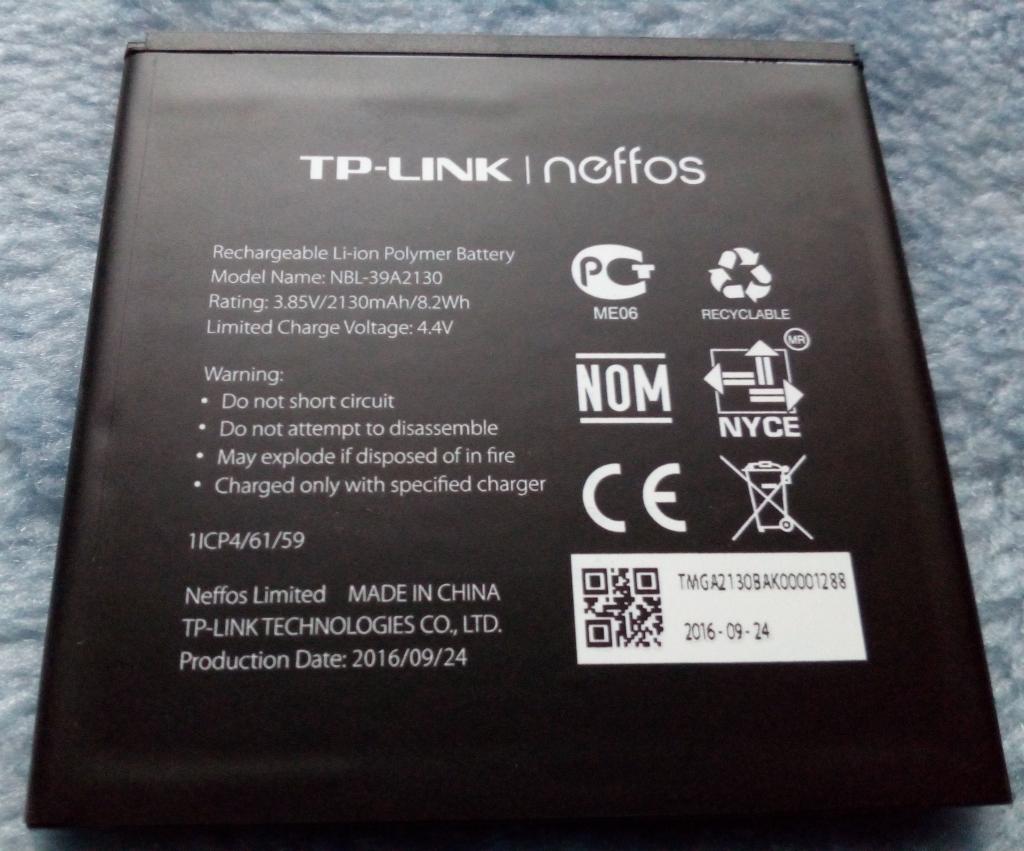 TP-LINK | neffos
Rechargeable Li-ion Polymer Battery
Model Name: NBL-39A2130
Rating: 3.85V/2130mAh/8.2Wh
Limited Charge Voltage: 4.4V
Warning:
• Do not short circuit
• Do not attempt to disassemble
• May explode if disposed of in fire
• Charged only with specified charger
1ICP4/61/59
Neffos Limited MADE IN CHINA
TP-LINK TECHNOLOGIES CO., LTD.
Production Date: 2016/09/24
PCT
ME06
RECYCLABLE
NOM
MR
NYCE
CE
TMGA2130BAK00001288
2016-09-24